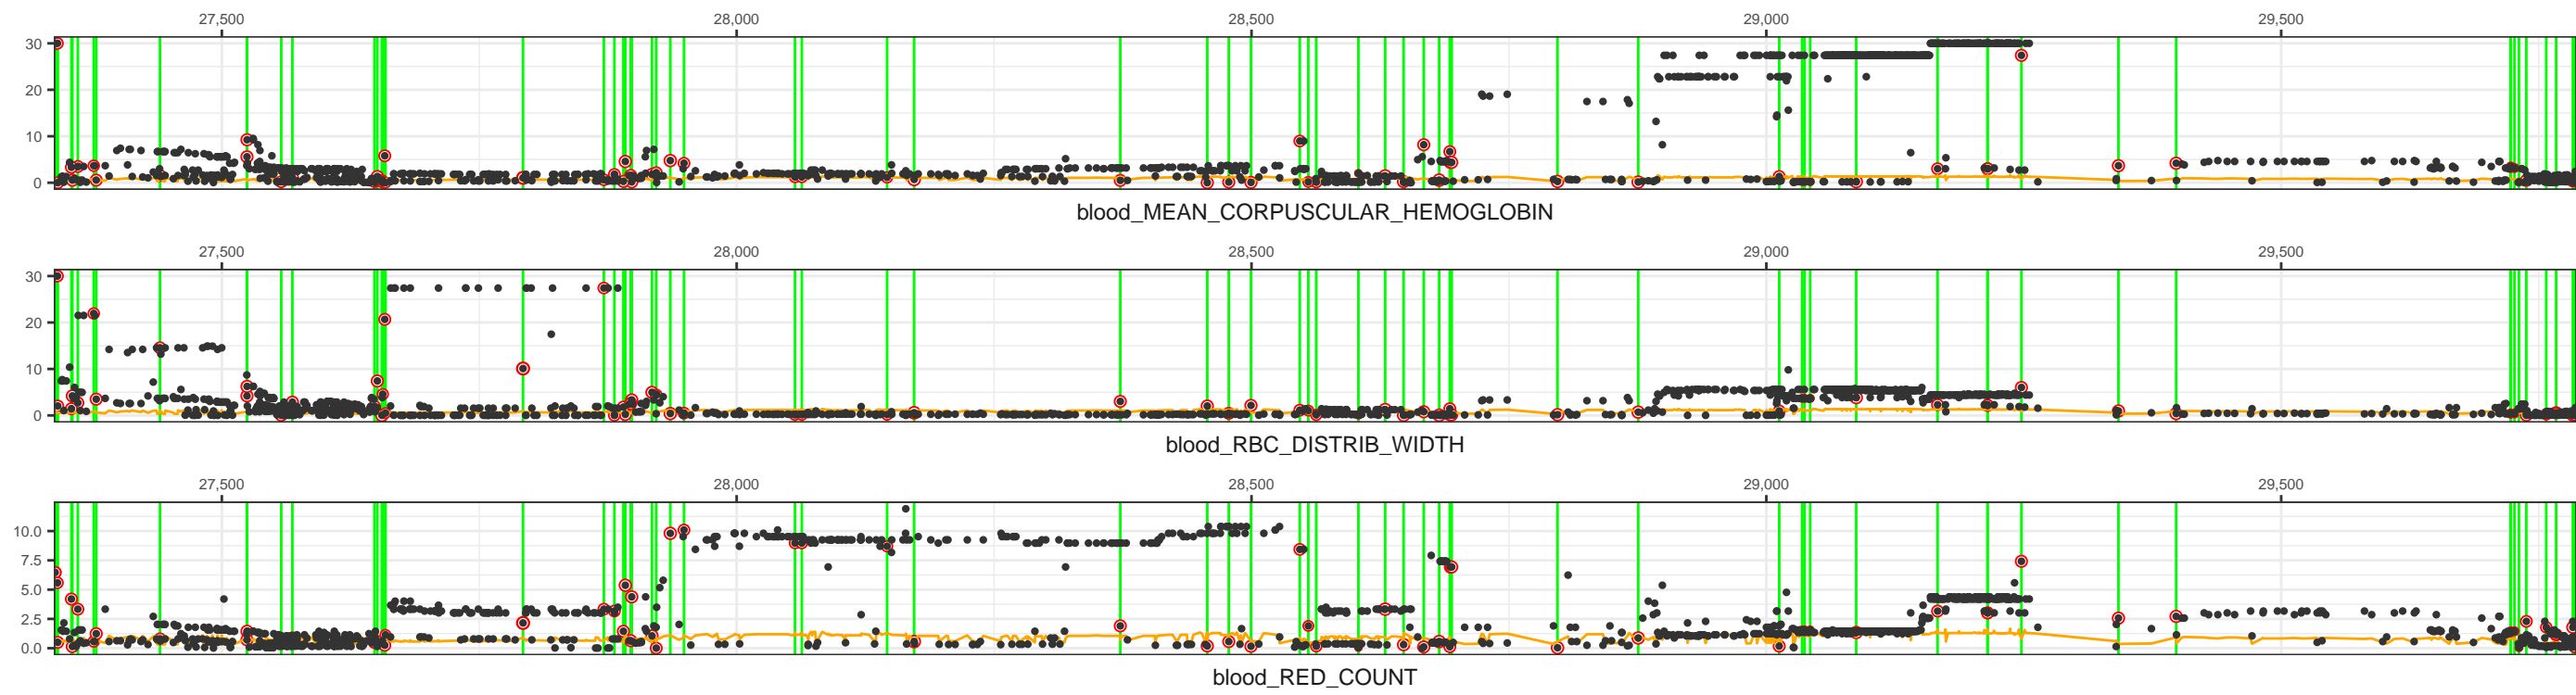 27,500 28,000 28,500 29,000 29,500
30
20
10
0
blood_MEAN_CORPUSCULAR_HEMOGLOBIN
27,500 28,000 28,500 29,000 29,500
30
20
10
0
blood_RBC_DISTRIB_WIDTH
27,500 28,000 28,500 29,000 29,500
10.0
7.5
5.0
2.5
0.0
blood_RED_COUNT